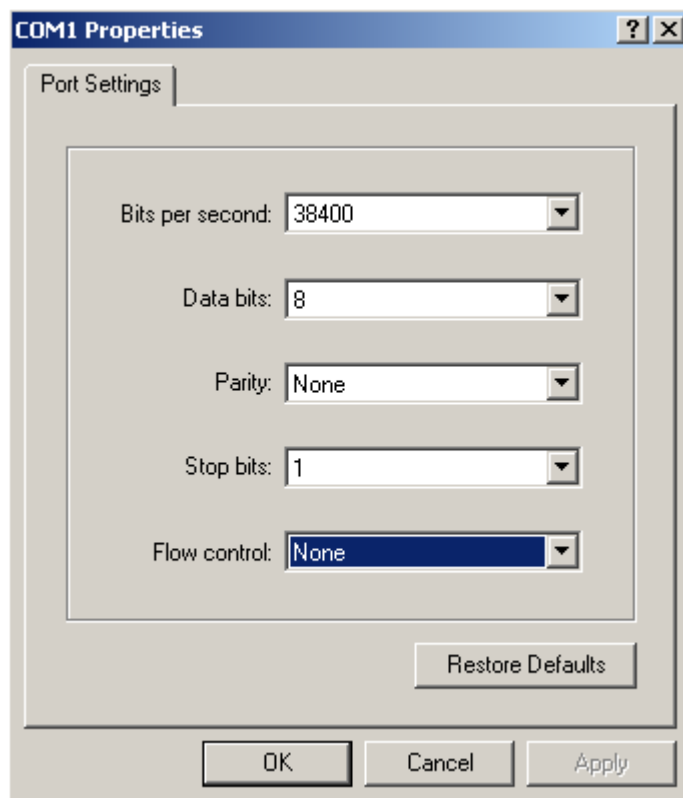 COM1 Properties
Port Settings
Bits per second: 38400
Data bits: 8
Parity: None
Stop bits: 1
Flow control: None
Restore Defaults
OK Cancel Apply